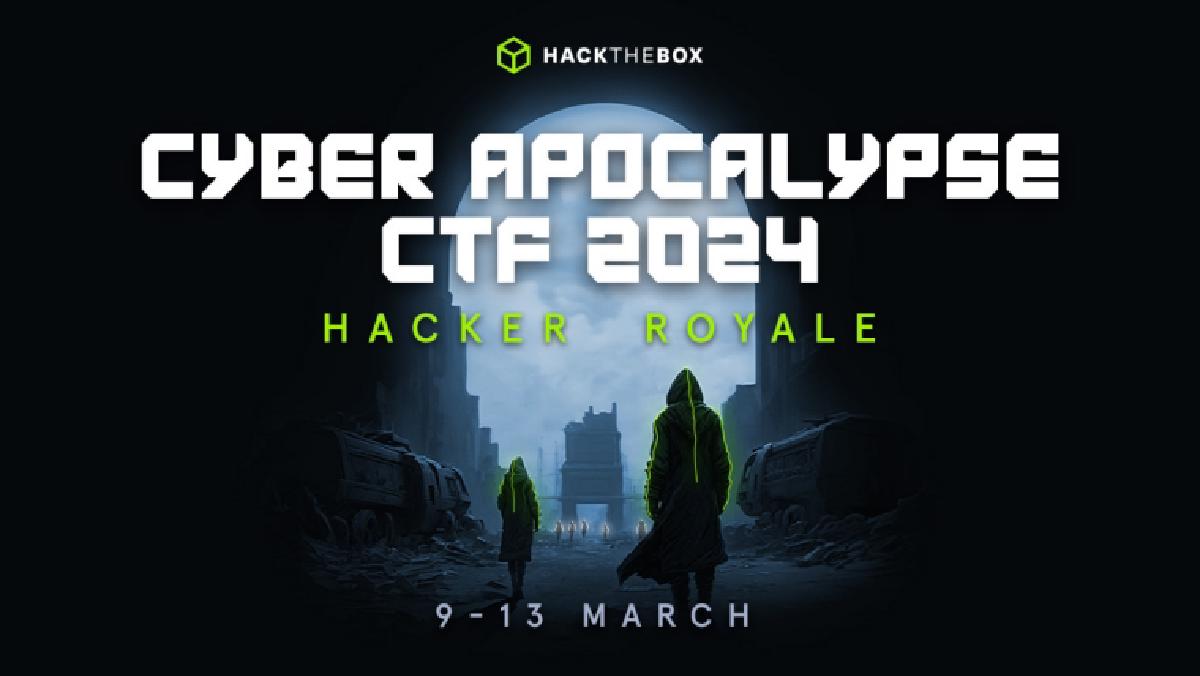 HACKTHEBOX
CYBER APOCALYPSE
CTF 2024
HACKER ROYALE
9-13 MARCH